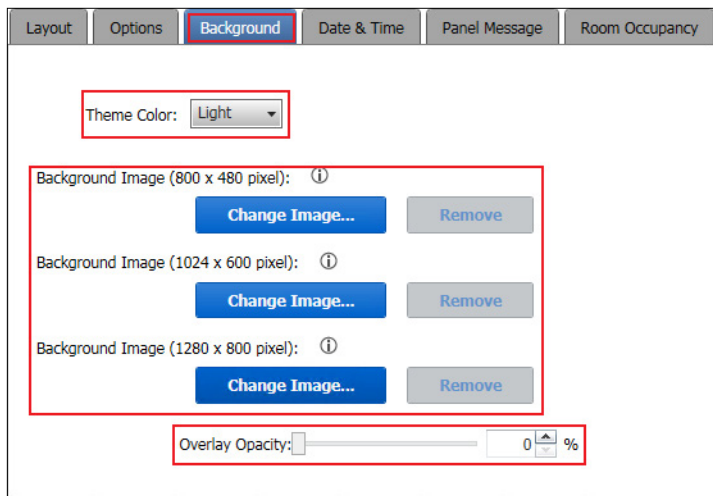 Layout Options Background Date & Time Panel Message Room Occupancy
Theme Color: Light
Background Image (800 x 480 pixel):
Change Image... Remove
Background Image (1024 x 600 pixel):
Change Image... Remove
Background Image (1280 x 800 pixel):
Change Image... Remove
Overlay Opacity: 0 %